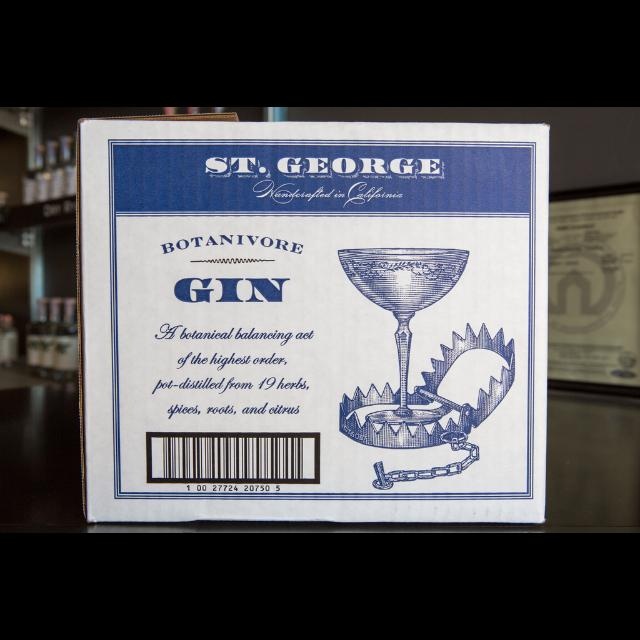 ST. GEORGE
Handcrafted in California
BOTANIVORE
GIN
A botanical balancing act
of the highest order,
pot-distilled from 19 herbs,
spices, roots, and citrus
1 00 27724 20750 5